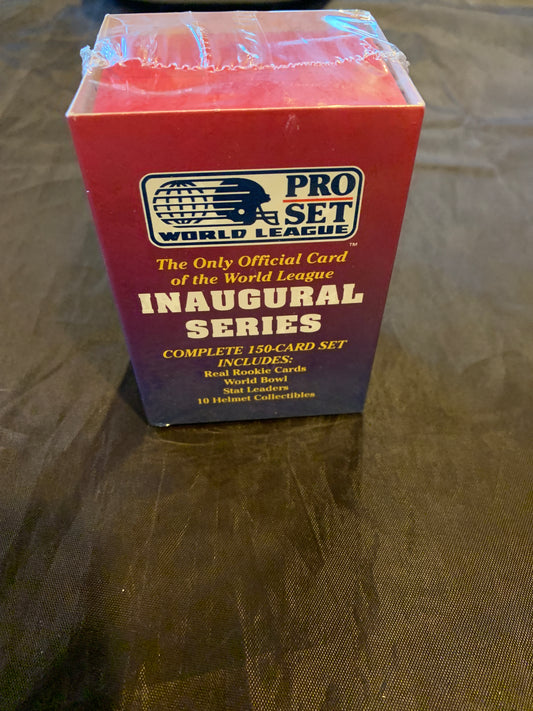 PRO
SET
WORLD LEAGUE
TM
The Only Official Card
of the World League
INAUGURAL
SERIES
COMPLETE 150-CARD SET
INCLUDES:
Real Rookie Cards
World Bowl
Stat Leaders
10 Helmet Collectibles